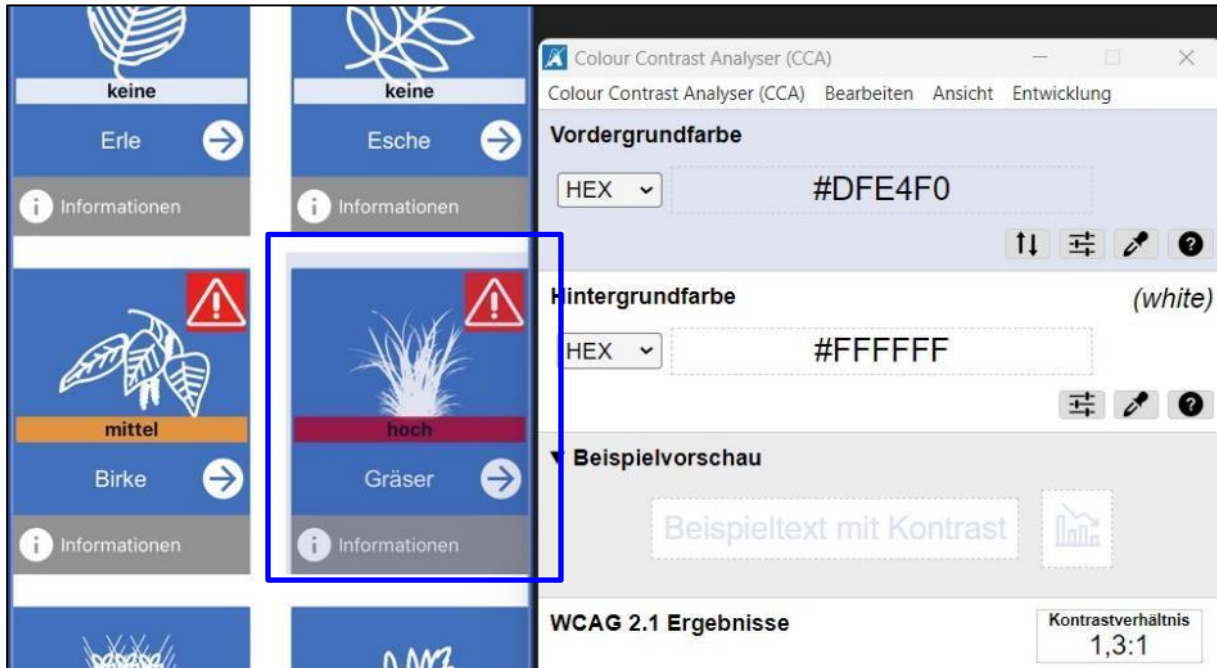 keine
keine
Erle
Esche
Informationen
Informationen
mittel
hoch
Birke
Gräser
Informationen
Informationen
Colour Contrast Analyser (CCA)
Colour Contrast Analyser (CCA) Bearbeiten Ansicht Entwicklung
Vordergrundfarbe
HEX
#DFE4F0
Hintergrundfarbe
(white)
HEX
#FFFFFF
Beispielvorschau
Beispieltext mit Kontrast
WCAG 2.1 Ergebnisse
Kontrastverhältnis
1,3:1